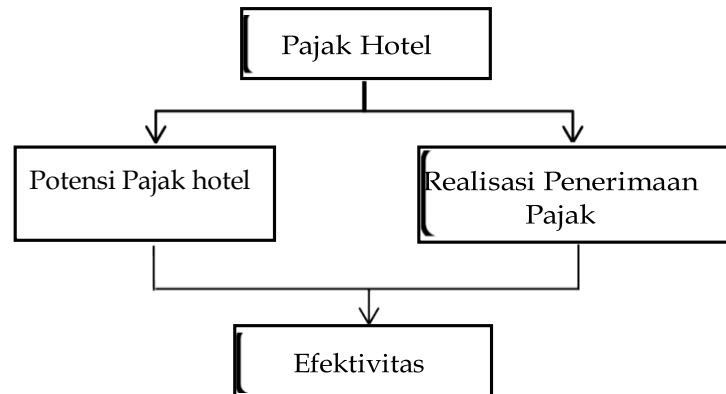 Pajak Hotel
Potensi Pajak hotel
Realisasi Penerimaan
Pajak
Efektivitas